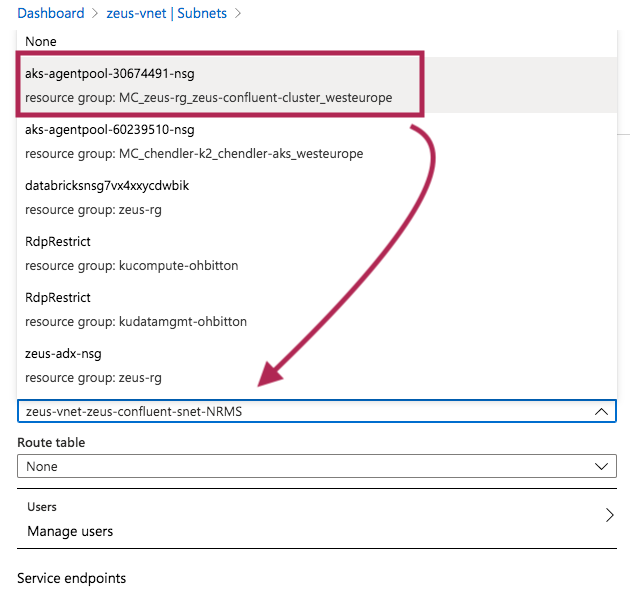 Dashboard > zeus-vnet | Subnets >
None
aks-agentpool-30674491-nsg
resource group: MC_zeus-rg_zeus-confluent-cluster_westeurope
aks-agentpool-60239510-nsg
resource group: MC_chendler-k2_chendler-aks_westeurope
databricksnsg7vx4xxycdwbik
resource group: zeus-rg
RdpRestrict
resource group: kucompute-ohbitton
RdpRestrict
resource group: kudatamgmt-ohbitton
zeus-adx-nsg
resource group: zeus-rg
zeus-vnet-zeus-confluent-snet-NRMS
Route table
None
Users
Manage users
Service endpoints